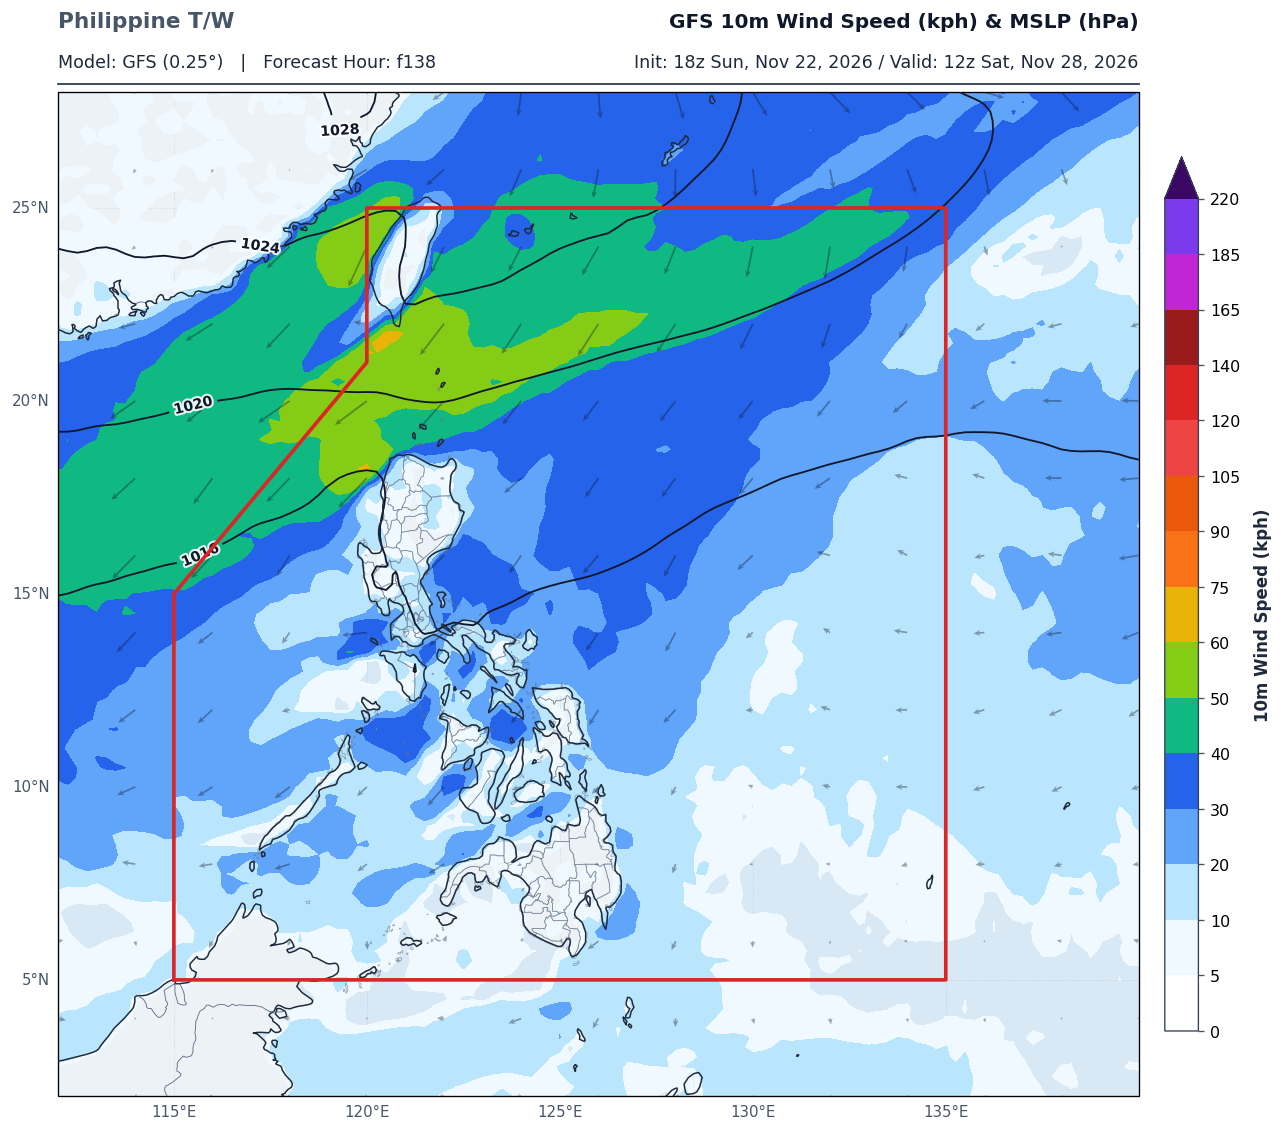 Philippine T/W
GFS 10m Wind Speed (kph) & MSLP (hPa)
Model: GFS (0.25°)   |   Forecast Hour: f138
Init: 18z Sun, Nov 22, 2026 / Valid: 12z Sat, Nov 28, 2026
1028
1024
1020
1016
25°N
20°N
15°N
10°N
5°N
115°E
120°E
125°E
130°E
135°E
220
185
165
140
120
105
90
75
60
50
40
30
20
10
5
0
10m Wind Speed (kph)